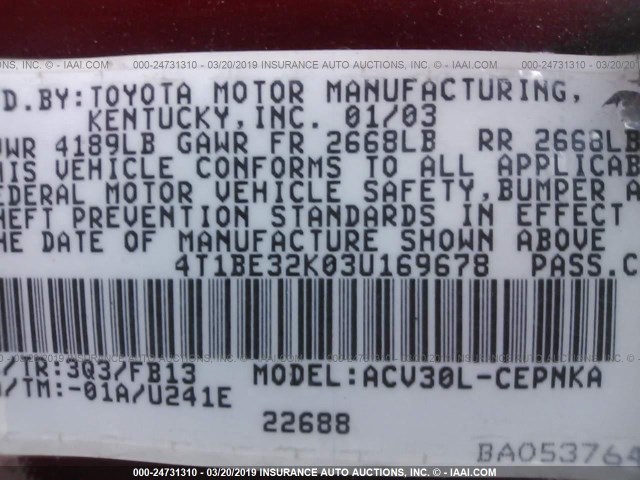 000-24731310 - 03/20/2019 INSURANCE AUTO AUCTIONS, INC. - © IAAI.COM
D.BY:TOYOTA MOTOR MANUFACTURING,
KENTUCKY,INC. 01/03
WR 4189LB GAWR FR 2668LB RR 2668LB
IS VEHICLE CONFORMS TO ALL APPLICAB
EDERAL MOTOR VEHICLE SAFETY,BUMPER A
HEFT PREVENTION STANDARDS IN EFFECT
HE DATE OF MANUFACTURE SHOWN ABOVE
4T1BE32K03U169678 PASS.C
/TR:3Q3/FB13 MODEL:ACV30L-CEPNKA
/TM:-01A/U241E
22688
BA053764
000-24731310 - 03/20/2019 INSURANCE AUTO AUCTIONS, INC. - © IAAI.COM